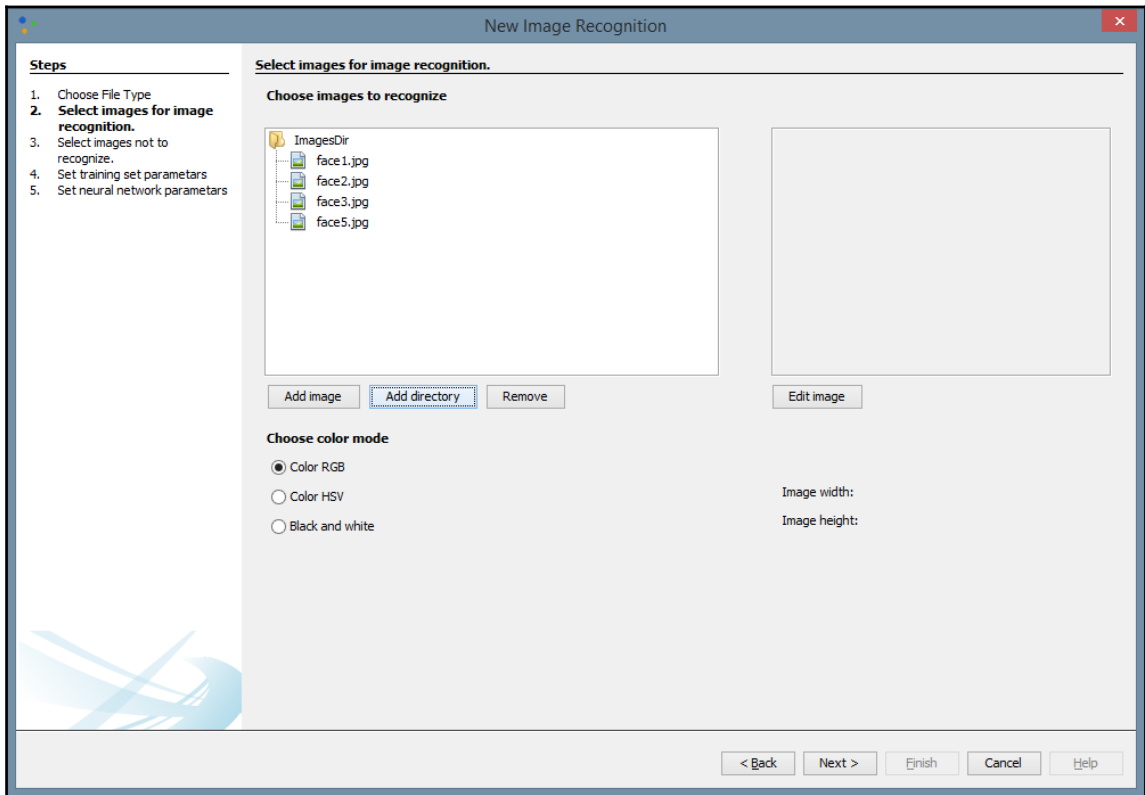 New Image Recognition
Steps
1. Choose File Type
2. Select images for image
recognition.
3. Select images not to
recognize.
4. Set training set parametars
5. Set neural network parametars
Select images for image recognition.
Choose images to recognize
ImagesDir
face1.jpg
face2.jpg
face3.jpg
face5.jpg
Add image Add directory Remove Edit image
Choose color mode
Color RGB
Color HSV
Black and white
Image width:
Image height:
< Back Next > Finish Cancel Help